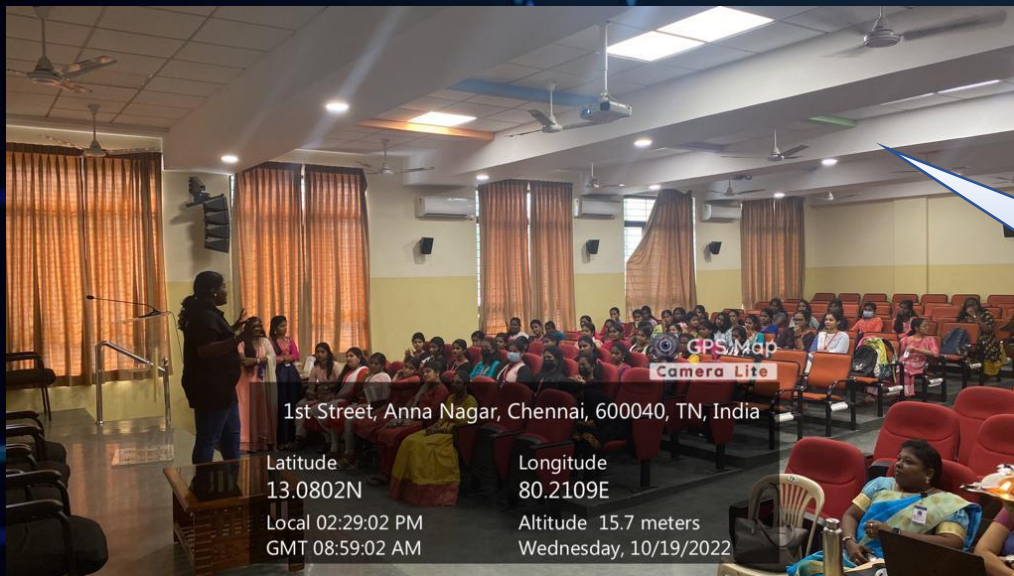 GPS Map
Camera Lite
1st Street, Anna Nagar, Chennai, 600040, TN, India
Latitude
13.0802N
Longitude
80.2109E
Local 02:29:02 PM
GMT 08:59:02 AM
Altitude 15.7 meters
Wednesday, 10/19/2022